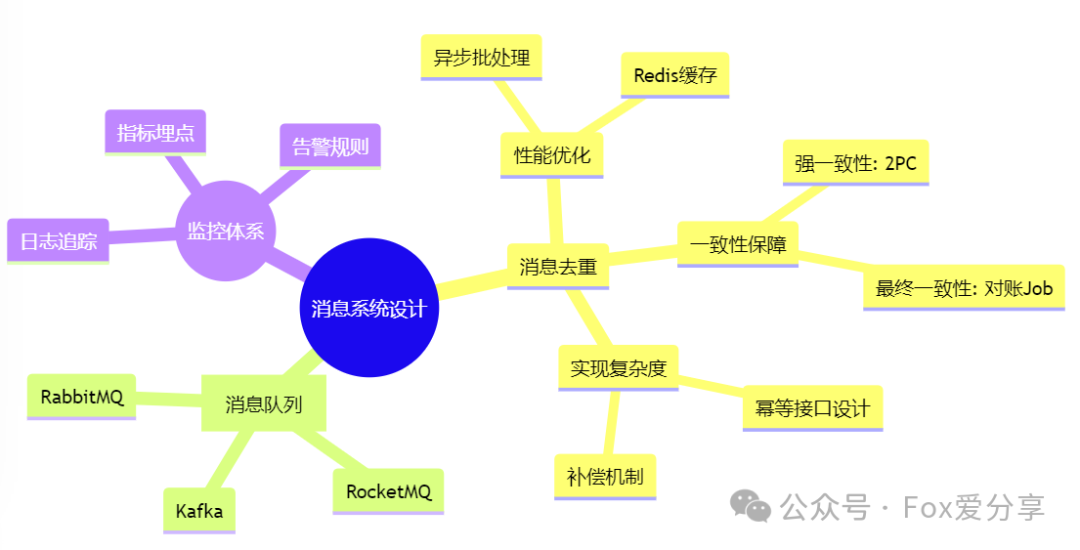 异步批处理
Redis缓存
指标埋点
告警规则
性能优化
强一致性: 2PC
日志追踪
监控体系
一致性保障
消息去重
最终一致性: 对账Job
消息系统设计
实现复杂度
RabbitMQ
消息队列
幂等接口设计
补偿机制
RocketMQ
Kafka
公众号 · Fox爱分享